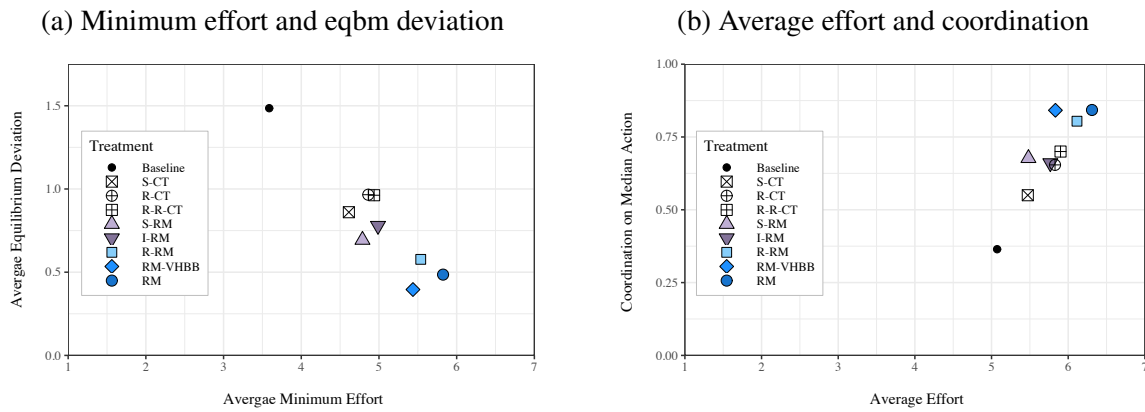 (a) Minimum effort and eqbm deviation
Avergae Equilibrium Deviation
1.5
1.0
0.5
0.0
Treatment
Baseline
S-CT
R-CT
R-R-CT
S-RM
I-RM
R-RM
RM-VHBB
RM
1 2 3 4 5 6 7
Avergae Minimum Effort
(b) Average effort and coordination
Coordination on Median Action
1.00
0.75
0.50
0.25
0.00
Treatment
Baseline
S-CT
R-CT
R-R-CT
S-RM
I-RM
R-RM
RM-VHBB
RM
1 2 3 4 5 6 7
Average Effort